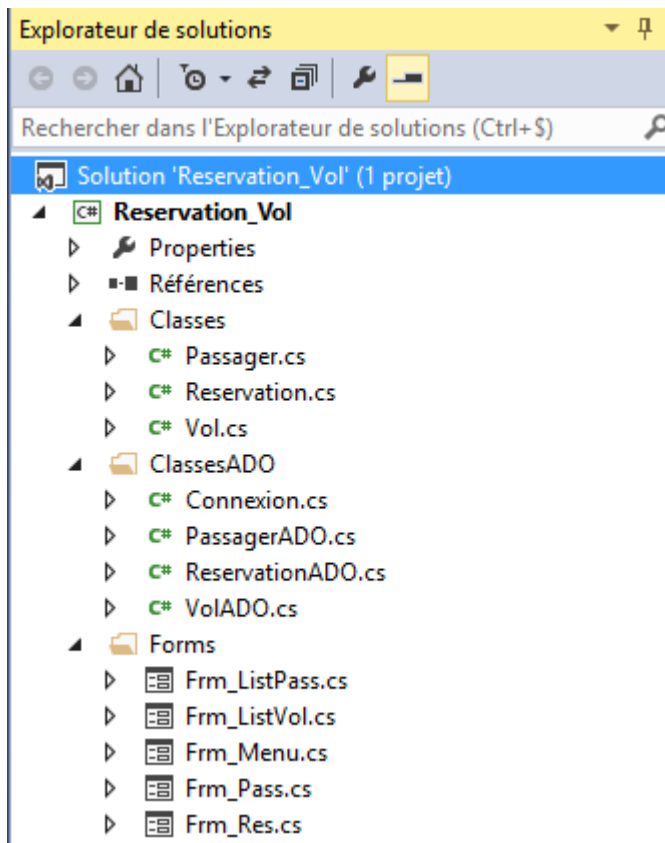 Explorateur de solutions
Rechercher dans l'Explorateur de solutions (Ctrl+$)
Solution 'Reservation_Vol' (1 projet)
C# Reservation_Vol
Properties
Références
Classes
C# Passager.cs
C# Reservation.cs
C# Vol.cs
ClassesADO
C# Connexion.cs
C# PassagerADO.cs
C# ReservationADO.cs
C# VolADO.cs
Forms
Frm_ListPass.cs
Frm_ListVol.cs
Frm_Menu.cs
Frm_Pass.cs
Frm_Res.cs